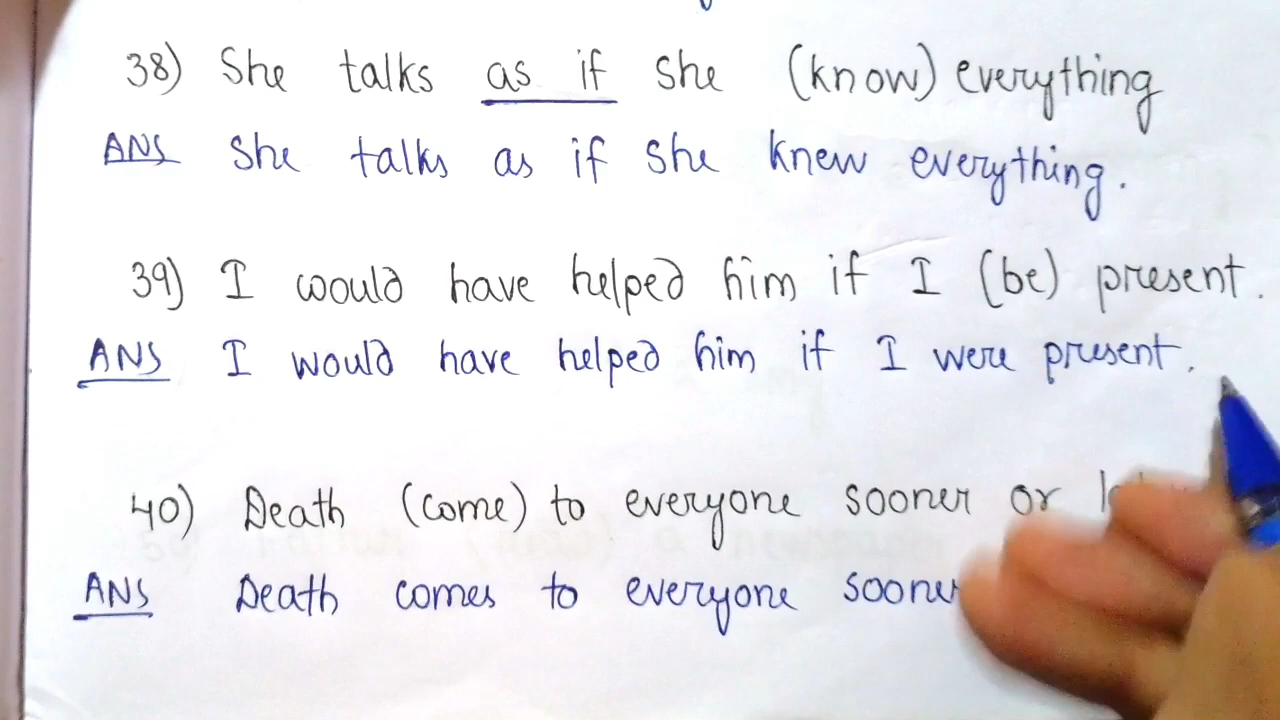 38) She talks as if she (know) everything
ANS She talks as if she knew everything.
39) I would have helped him if I (be) present.
ANS I would have helped him if I were present.
40) Death (come) to everyone sooner or
ANS Death comes to everyone sooner